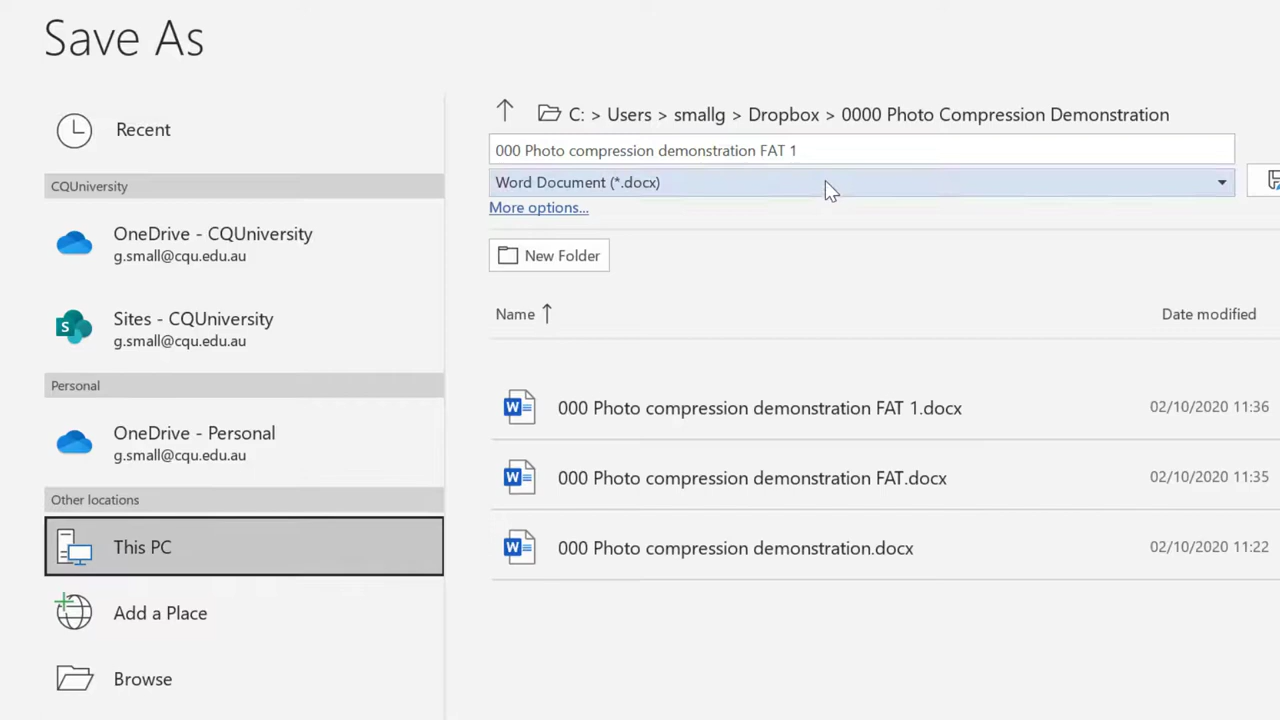 Save As
Recent
CQUniversity
OneDrive - CQUniversity
g.small@cqu.edu.au
Sites - CQUniversity
g.small@cqu.edu.au
Personal
OneDrive - Personal
g.small@cqu.edu.au
Other locations
This PC
Add a Place
Browse
C: > Users > smallg > Dropbox > 0000 Photo Compression Demonstration
000 Photo compression demonstration FAT 1
Word Document (*.docx)
More options...
New Folder
Name ↑ Date modified
000 Photo compression demonstration FAT 1.docx 02/10/2020 11:36
000 Photo compression demonstration FAT.docx 02/10/2020 11:35
000 Photo compression demonstration.docx 02/10/2020 11:22